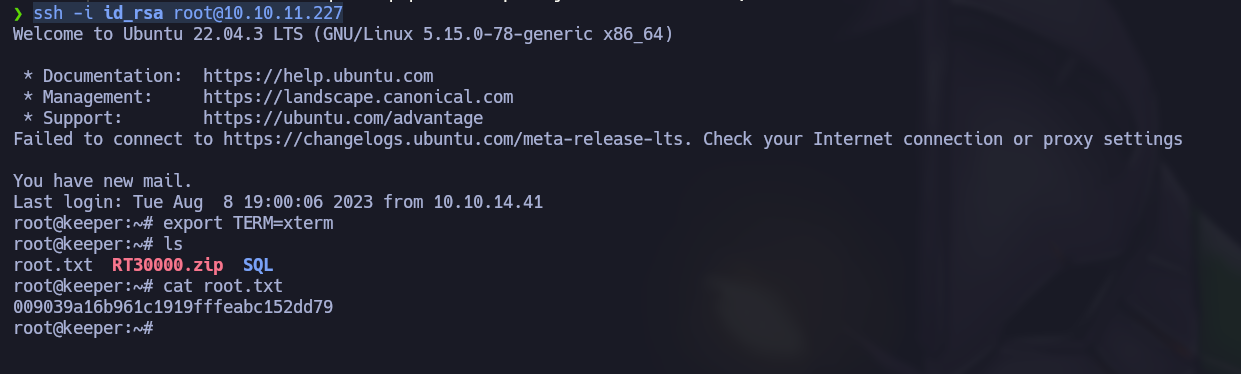 ❯ ssh -i id_rsa root@10.10.11.227
Welcome to Ubuntu 22.04.3 LTS (GNU/Linux 5.15.0-78-generic x86_64)
* Documentation:  https://help.ubuntu.com
* Management:     https://landscape.canonical.com
* Support:        https://ubuntu.com/advantage
Failed to connect to https://changelogs.ubuntu.com/meta-release-lts. Check your Internet connection or proxy settings
You have new mail.
Last login: Tue Aug  8 19:00:06 2023 from 10.10.14.41
root@keeper:~# export TERM=xterm
root@keeper:~# ls
root.txt  RT30000.zip  SQL
root@keeper:~# cat root.txt
009039a16b961c1919fffeabc152dd79
root@keeper:~#